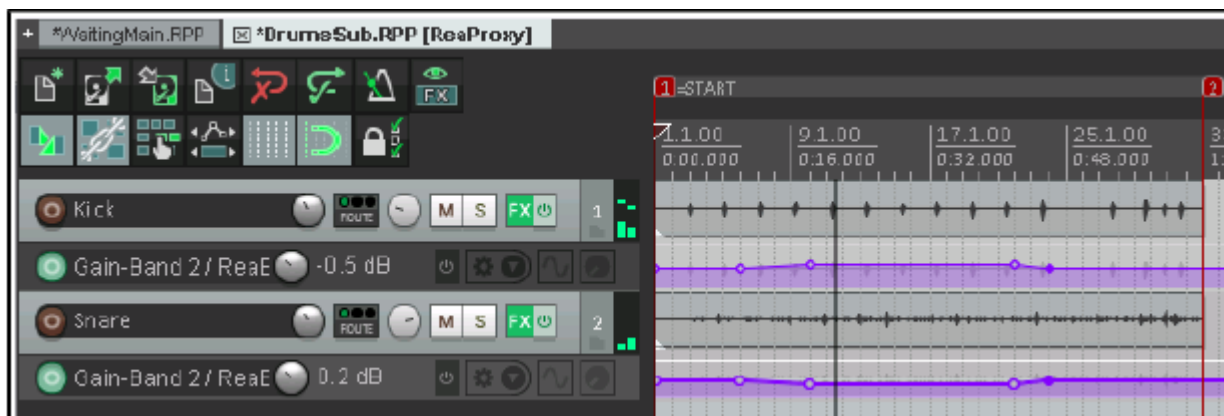 *WaitingMain.RPP *DrumsSub.RPP [ReaProxy]
FX
1 =START 2
1.1.00 9.1.00 17.1.00 25.1.00
0:00.000 0:16.000 0:32.000 0:48.000
Kick ROUTE M S FX 1
Gain-Band 2 / ReaE -0.5 dB
Snare ROUTE M S FX 2
Gain-Band 2 / ReaE 0.2 dB